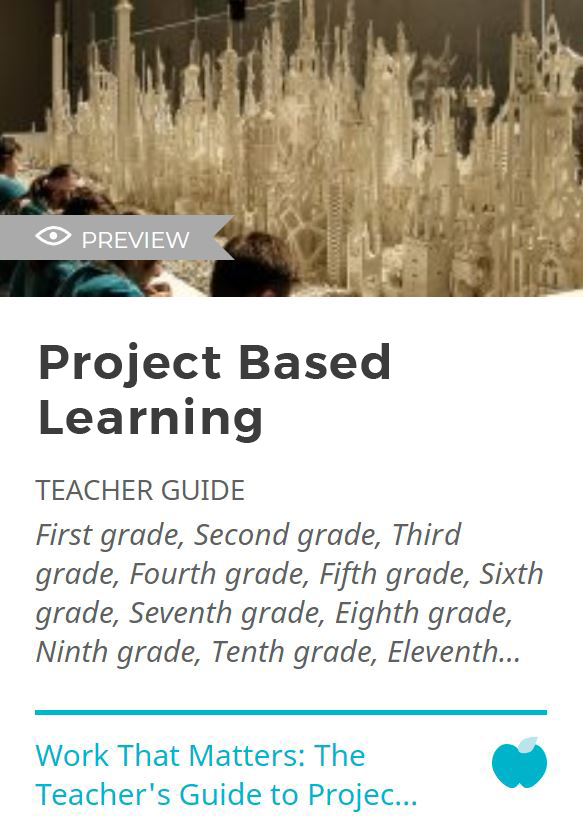 PREVIEW
Project Based
Learning
TEACHER GUIDE
First grade, Second grade, Third
grade, Fourth grade, Fifth grade, Sixth
grade, Seventh grade, Eighth grade,
Ninth grade, Tenth grade, Eleventh...
Work That Matters: The
Teacher's Guide to Projec...